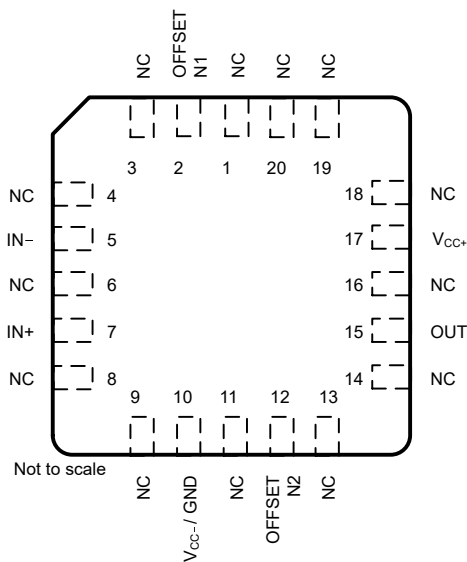 NC
OFFSET
N1
NC
NC
NC
3
2
1
20
19
NC
4
18
NC
IN−
5
17
VCC+
NC
6
16
NC
IN+
7
15
OUT
NC
8
14
NC
9
10
11
12
13
Not to scale
NC
VCC− / GND
NC
OFFSET
N2
NC